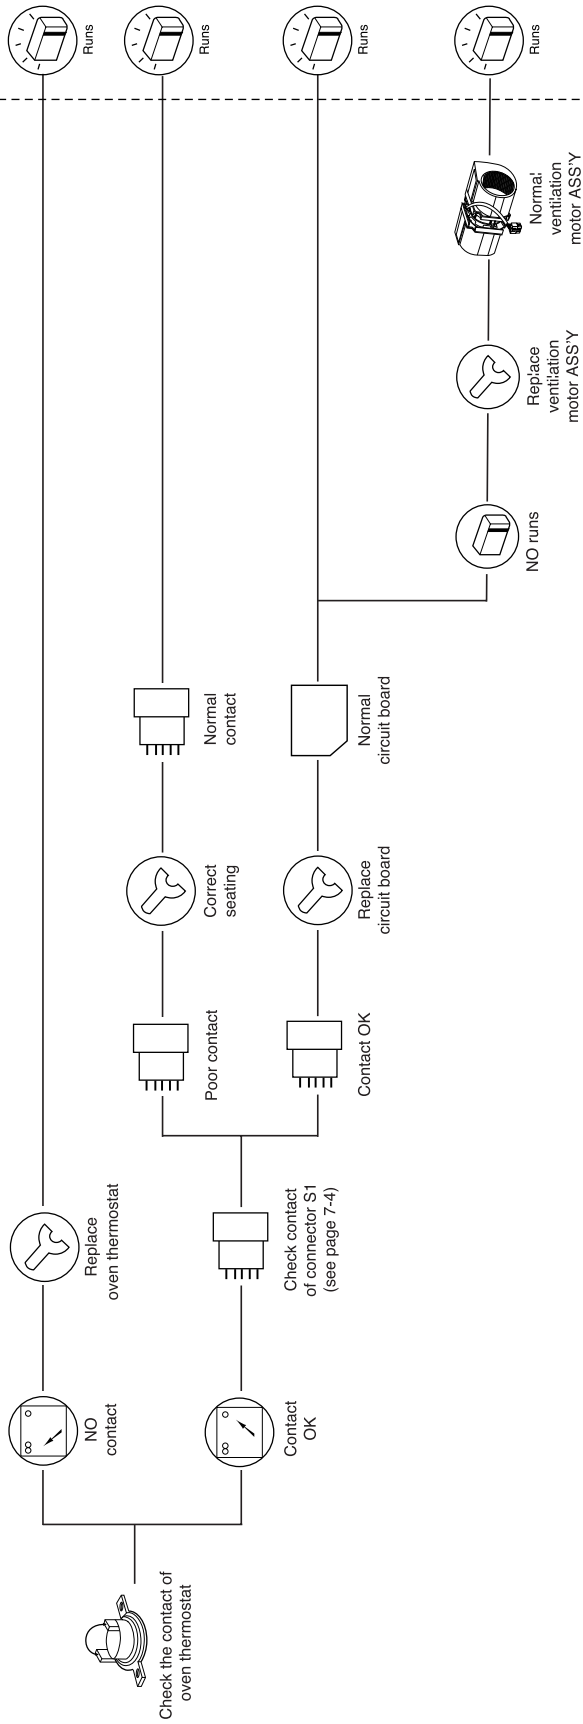 Check the contact of
oven thermostat
NO
contact
Replace
oven thermostat
Runs
Contact
OK
Check contact
of connector S1
(see page 7-4)
Poor contact
Correct
seating
Normal
contact
Runs
Contact OK
Replace
circuit board
Normal
circuit board
Runs
NO runs
Replace
ventilation
motor ASS'Y
Normal
ventilation
motor ASS'Y
Runs